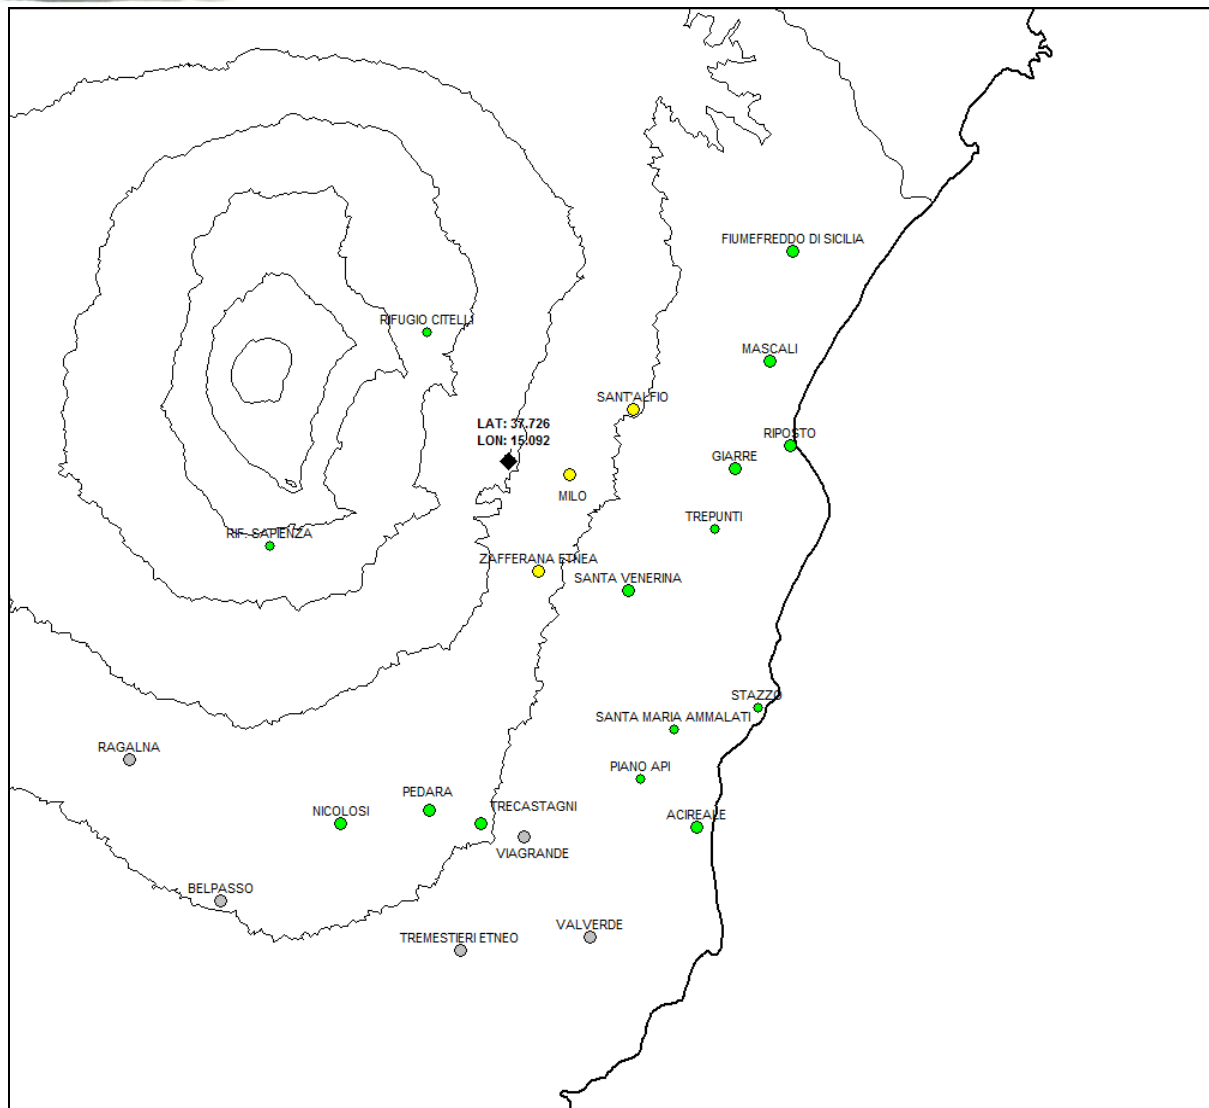 FIUMEFREDDO DI SICILIA
RIFUGIO CITELLI
MASCALI
SANT'ALFIO
LAT: 37.726
LON: 15.092
RIPOSTO
GIARRE
MILO
TREPUNTI
RIF. SAPIENZA
ZAFFERANA ETNEA
SANTA VENERINA
STAZZO
SANTA MARIA AMMALATI
RAGALNA
PIANO API
PEDARA
TRECASTAGNI
NICOLOSI
ACIREALE
VIAGRANDE
BELPASSO
VALVERDE
TREMESTIERI ETNEO